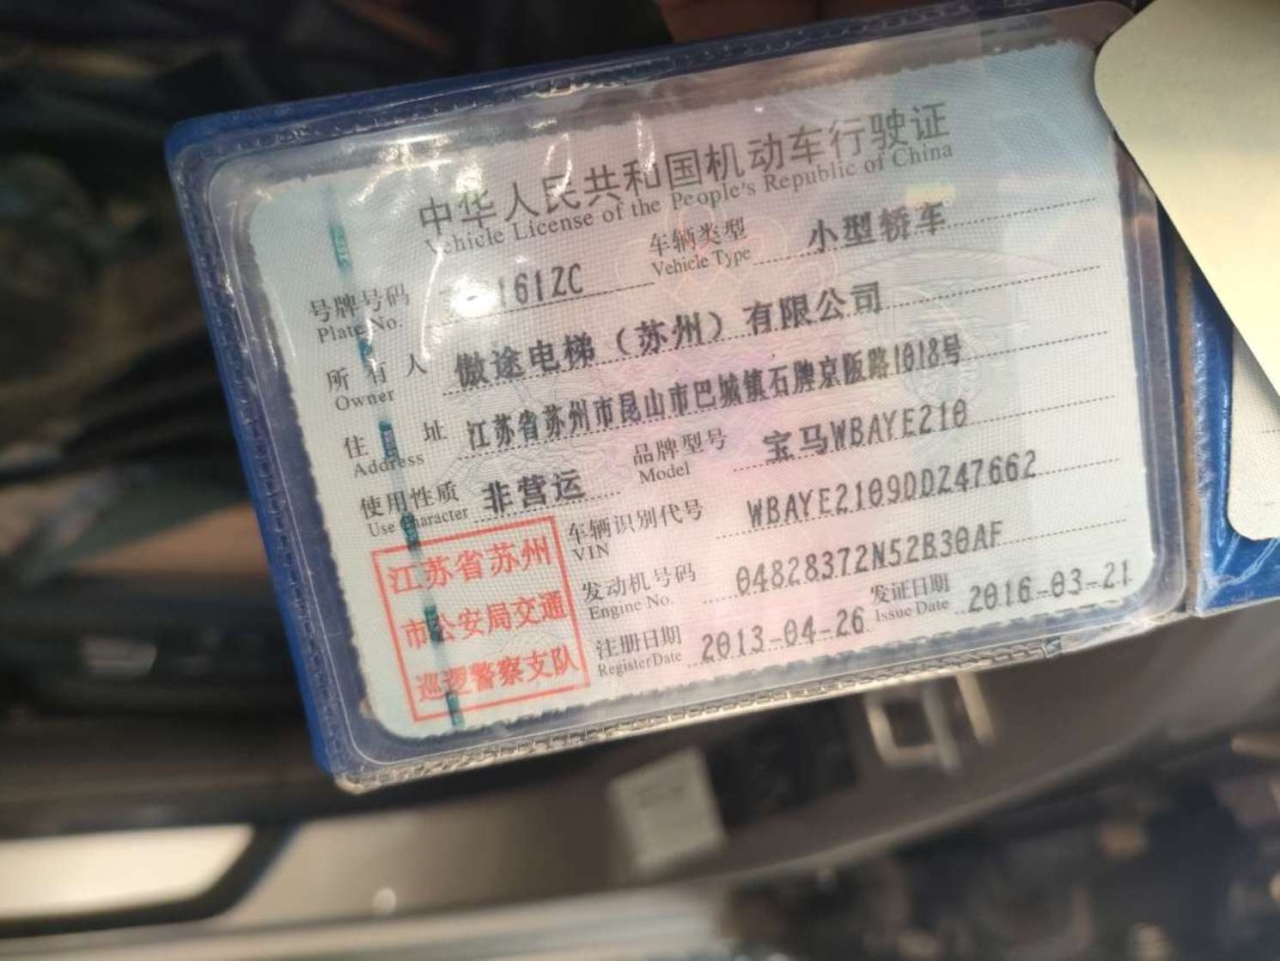 中华人民共和国机动车行驶证
Vehicle License of the People's Republic of China
号牌号码 161ZC 车辆类型 小型轿车
Plate No. Vehicle Type
所有人 傲途电梯（苏州）有限公司
Owner
住址 江苏省苏州市昆山市巴城镇石牌京阪路1018号
Address
使用性质 非营运 品牌型号 宝马WBAYE210
Use Character Model
车辆识别代号 WBAYE2109DDZ47662
VIN
发动机号码 04828372N52B30AF
Engine No.
注册日期 2013-04-26 发证日期 2016-03-21
Register Date Issue Date
江苏省苏州
市公安局交通
巡逻警察支队